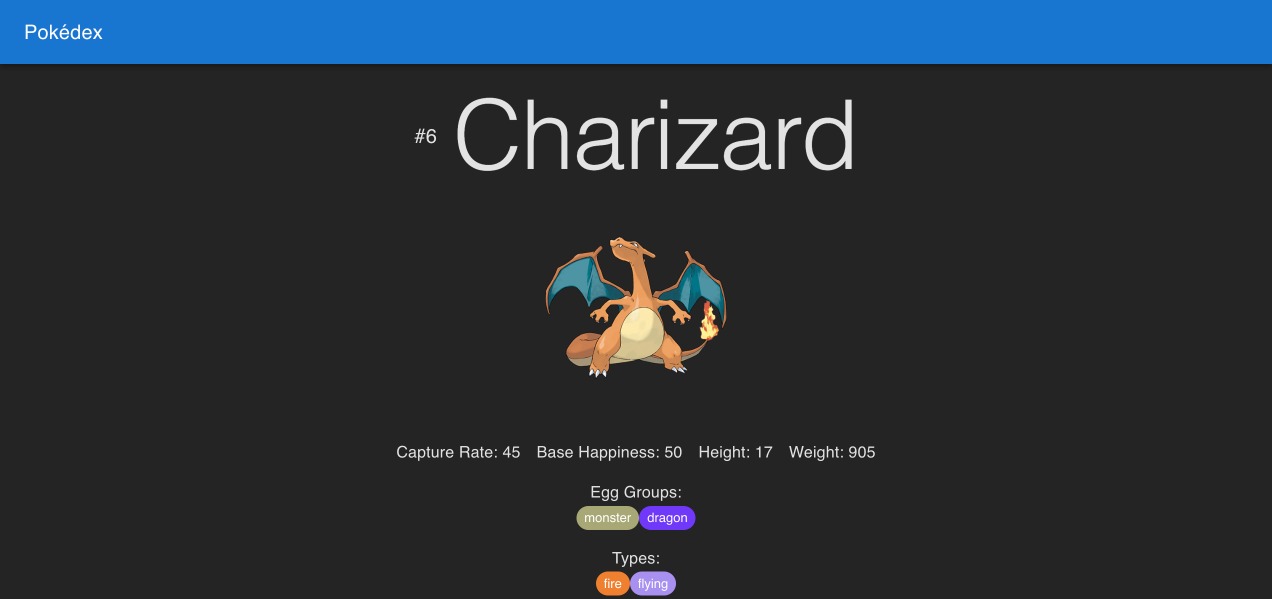 Pokédex
#6 Charizard
Capture Rate: 45 Base Happiness: 50 Height: 17 Weight: 905
Egg Groups:
monster dragon
Types:
fire flying